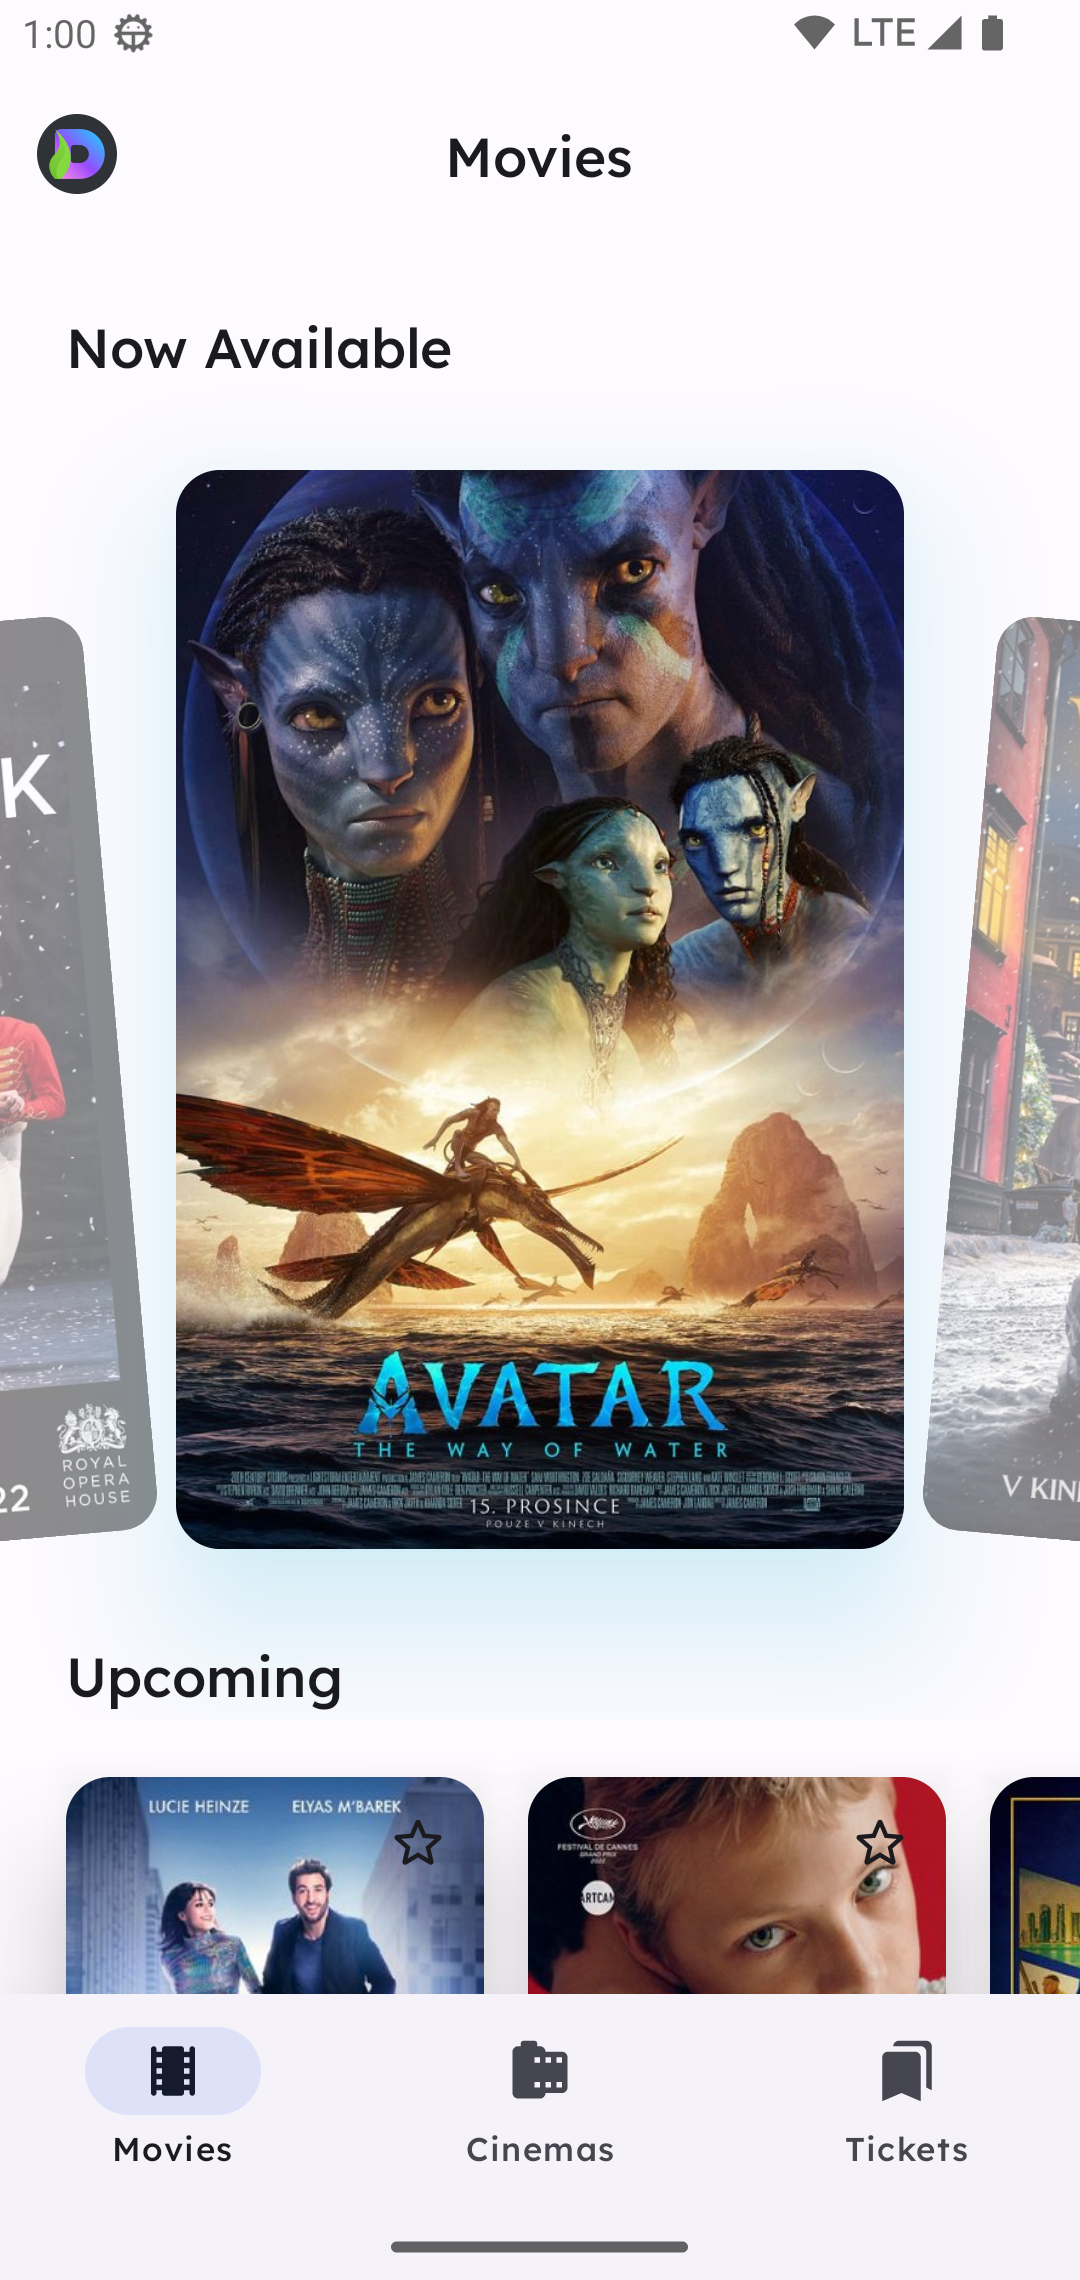 1:00
LTE
Movies
Now Available
K
ROYAL
OPERA
HOUSE
22
AVATAR
THE WAY OF WATER
15. PROSINCE
POUZE V KINECH
V KIN
Upcoming
LUCIE HEINZE ELYAS M'BAREK
FESTIVAL DE CANNES
GRAND PRIX
2022
ARTCAM
Movies
Cinemas
Tickets